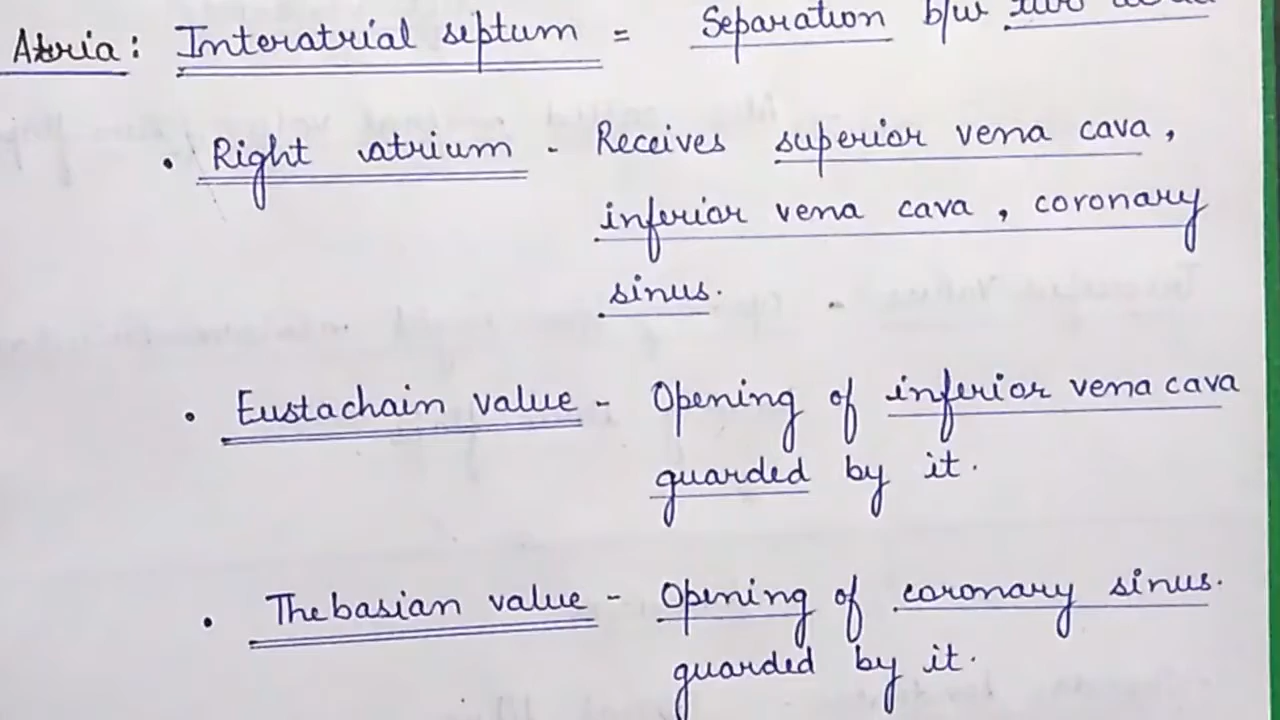 Atria : Interatrial septum = Separation b/w two
• Right atrium - Receives superior vena cava,
inferior vena cava, coronary
sinus.
• Eustachain value - Opening of inferior vena cava
guarded by it.
• Thebasian value - Opening of coronary sinus.
guarded by it.